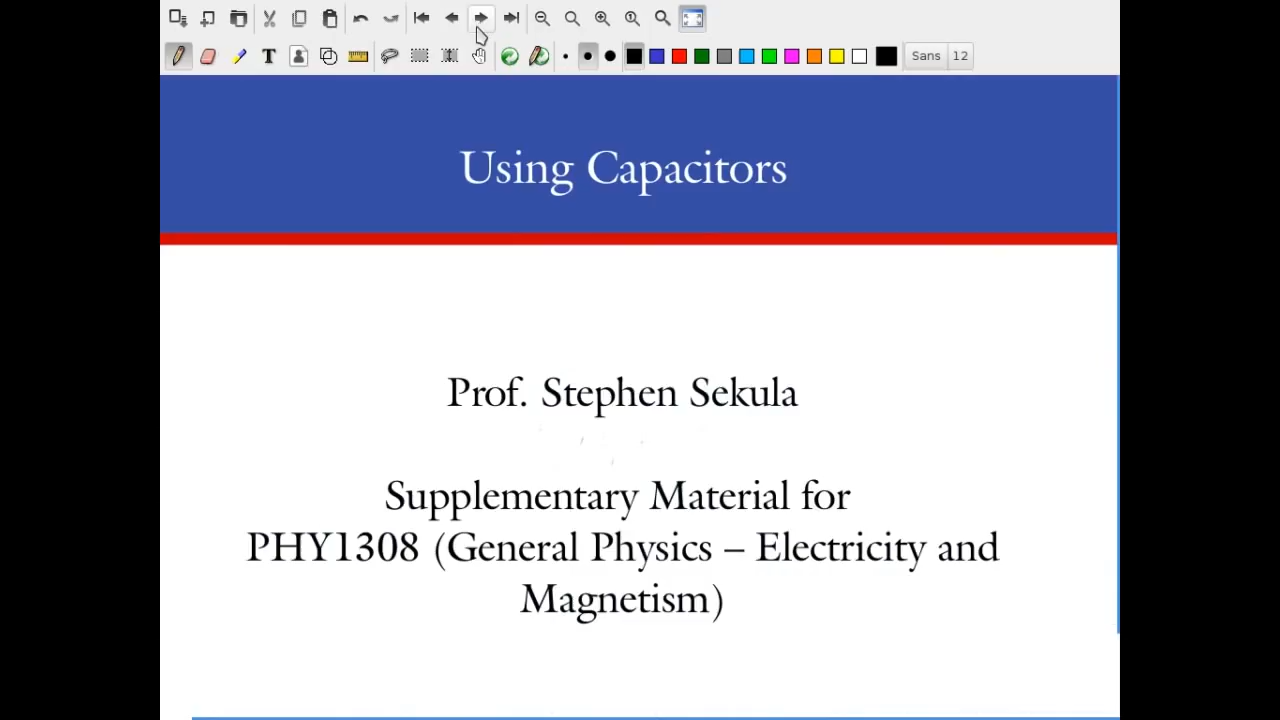 Sans 12
Using Capacitors
Prof. Stephen Sekula
Supplementary Material for
PHY1308 (General Physics – Electricity and
Magnetism)